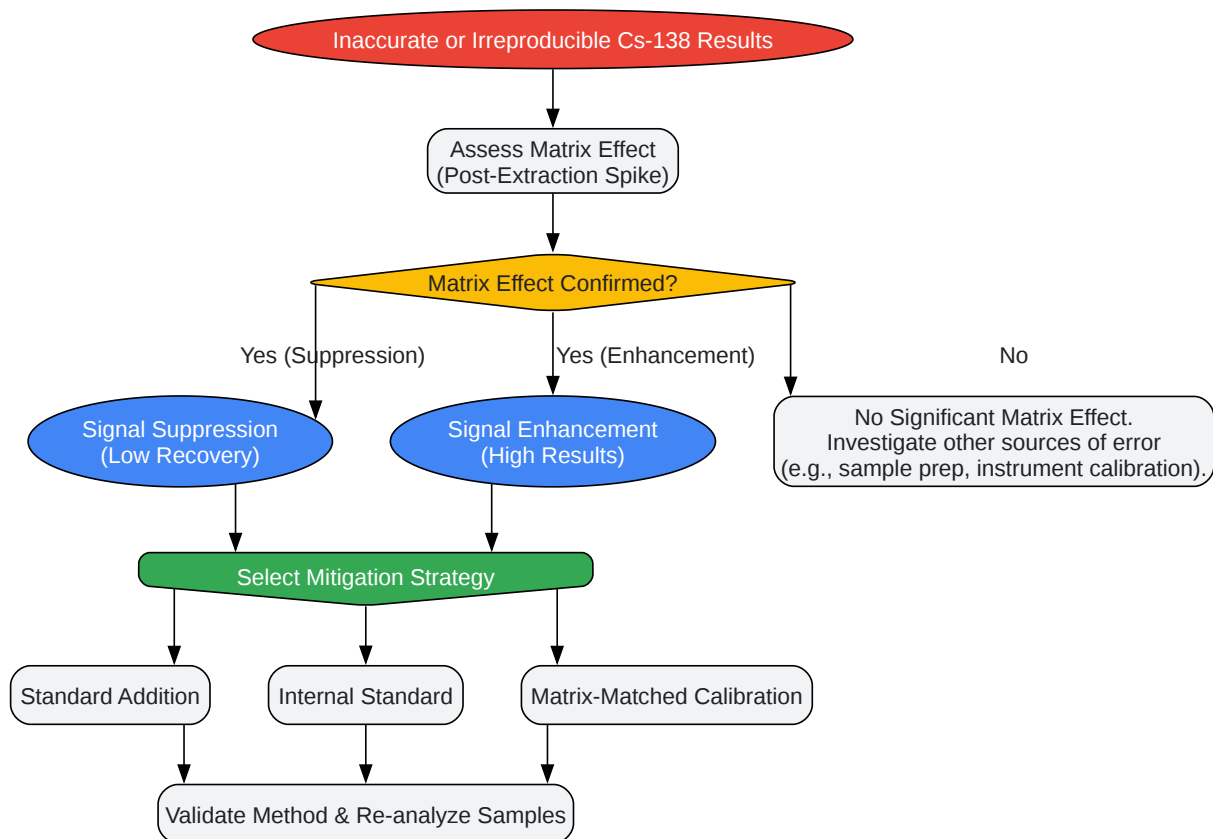 Inaccurate or Irreproducible Cs-138 Results
Assess Matrix Effect
(Post-Extraction Spike)
Matrix Effect Confirmed?
Yes (Suppression)
Yes (Enhancement)
No
Signal Suppression
(Low Recovery)
Signal Enhancement
(High Results)
No Significant Matrix Effect.
Investigate other sources of error
(e.g., sample prep, instrument calibration).
Select Mitigation Strategy
Standard Addition
Internal Standard
Matrix-Matched Calibration
Validate Method & Re-analyze Samples